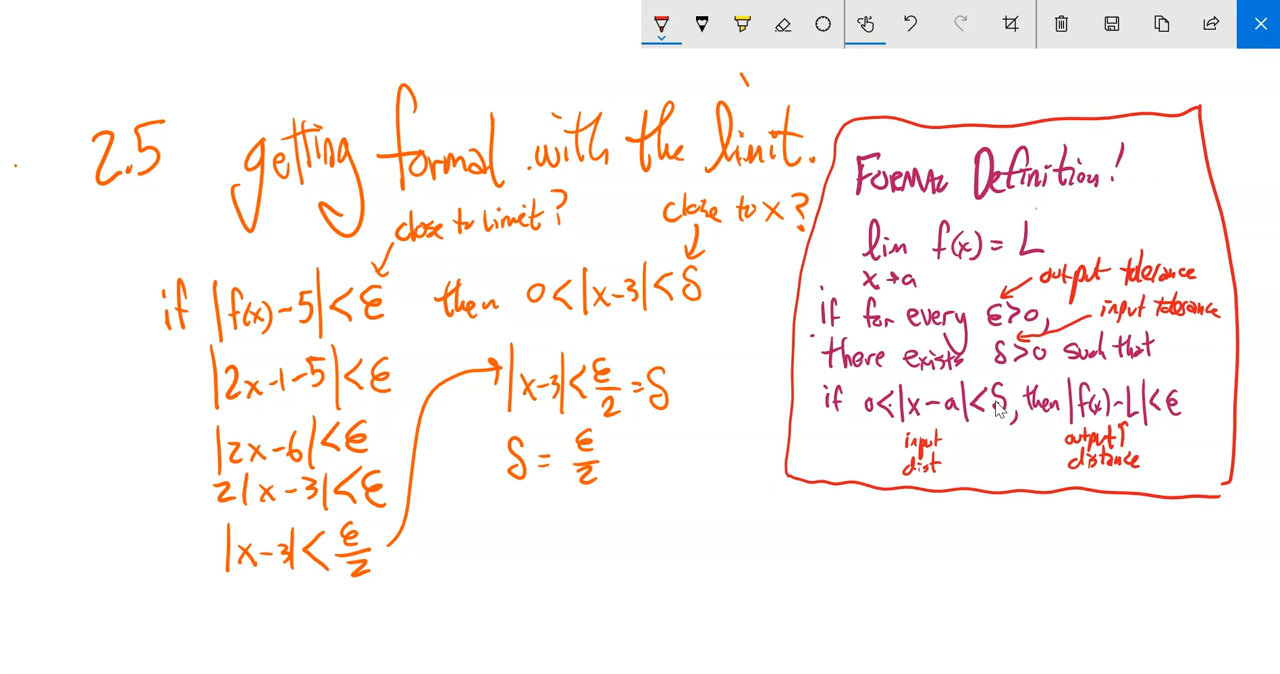 2.5 getting formal with the limit.
close to limit?
close to x?
if |f(x)-5|<ε then 0<|x-3|<δ
|2x-1-5|<ε
|2x-6|<ε
2|x-3|<ε
|x-3|<ε/2
|x-3|<ε/2=δ
δ=ε/2
FORMAL Definition!
lim f(x)=L
x→a
output tolerance
if for every ε>0,
input tolerance
there exists δ>0 such that
if 0<|x-a|<δ, then |f(x)-L|<ε
input
dist
output
distance